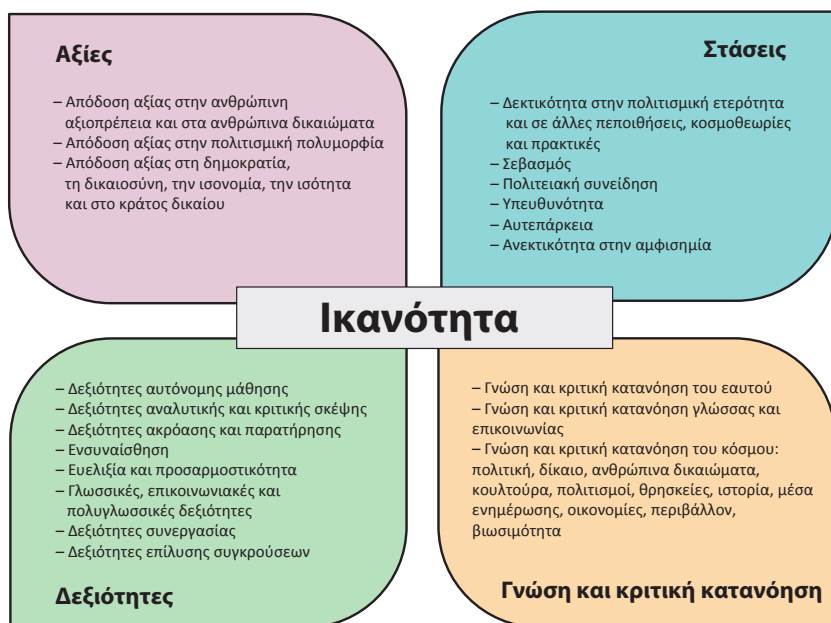 Αξίες
– Απόδοση αξίας στην ανθρώπινη
αξιοπρέπεια και στα ανθρώπινα δικαιώματα
– Απόδοση αξίας στην πολιτισμική πολυμορφία
– Απόδοση αξίας στη δημοκρατία,
τη δικαιοσύνη, την ισονομία, την ισότητα
και στο κράτος δικαίου
Στάσεις
– Δεκτικότητα στην πολιτισμική ετερότητα
και σε άλλες πεποιθήσεις, κοσμοθεωρίες
και πρακτικές
– Σεβασμός
– Πολιτειακή συνείδηση
– Υπευθυνότητα
– Αυτεπάρκεια
– Ανεκτικότητα στην αμφισημία
Ικανότητα
– Δεξιότητες αυτόνομης μάθησης
– Δεξιότητες αναλυτικής και κριτικής σκέψης
– Δεξιότητες ακρόασης και παρατήρησης
– Ενσυναίσθηση
– Ευελιξία και προσαρμοστικότητα
– Γλωσσικές, επικοινωνιακές και
πολυγλωσσικές δεξιότητες
– Δεξιότητες συνεργασίας
– Δεξιότητες επίλυσης συγκρούσεων
Δεξιότητες
– Γνώση και κριτική κατανόηση του εαυτού
– Γνώση και κριτική κατανόηση γλώσσας και
επικοινωνίας
– Γνώση και κριτική κατανόηση του κόσμου:
πολιτική, δίκαιο, ανθρώπινα δικαιώματα,
κουλτούρα, πολιτισμοί, θρησκείες, ιστορία, μέσα
ενημέρωσης, οικονομίες, περιβάλλον,
βιωσιμότητα
Γνώση και κριτική κατανόηση